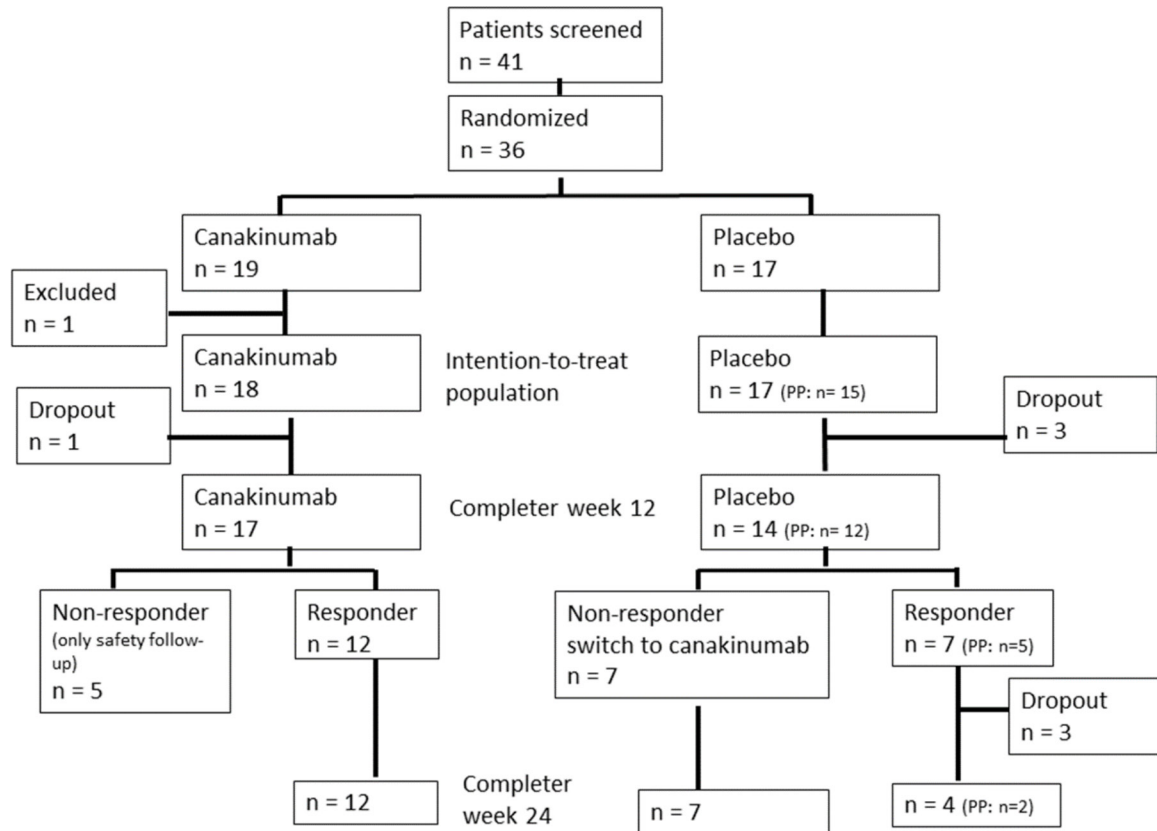 Patients screened
n = 41
Randomized
n = 36
Canakinumab
n = 19
Placebo
n = 17
Excluded
n = 1
Canakinumab
n = 18
Intention-to-treat
population
Placebo
n = 17 (PP: n= 15)
Dropout
n = 1
Dropout
n = 3
Canakinumab
n = 17
Completer week 12
Placebo
n = 14 (PP: n= 12)
Non-responder
(only safety follow-
up)
n = 5
Responder
n = 12
Non-responder
switch to canakinumab
n = 7
Responder
n = 7 (PP: n=5)
Dropout
n = 3
n = 12
Completer
week 24
n = 7
n = 4 (PP: n=2)